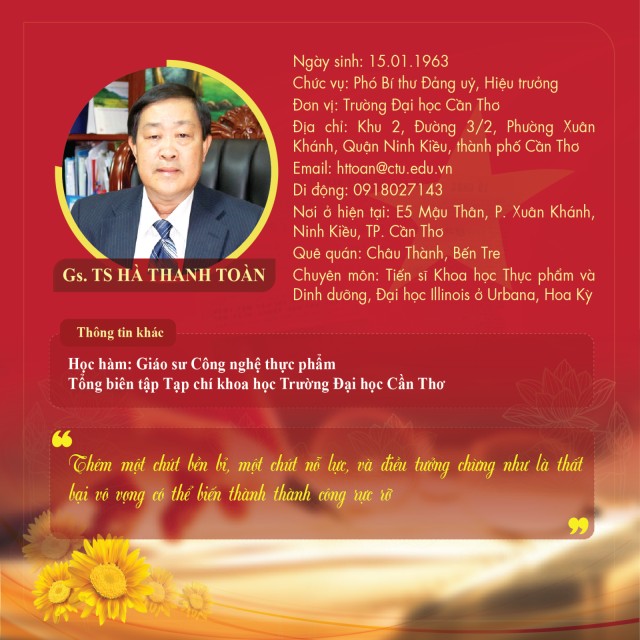 Ngày sinh: 15.01.1963
Chức vụ: Phó Bí thư Đảng uỷ, Hiệu trưởng
Đơn vị: Trường Đại học Cần Thơ
Địa chỉ: Khu 2, Đường 3/2, Phường Xuân
Khánh, Quận Ninh Kiều, thành phố Cần Thơ
Email: httoan@ctu.edu.vn
Di động: 0918027143
Nơi ở hiện tại: E5 Mậu Thân, P. Xuân Khánh,
Ninh Kiều, TP. Cần Thơ
Quê quán: Châu Thành, Bến Tre
Chuyên môn: Tiến sĩ Khoa học Thực phẩm và
Dinh dưỡng, Đại học Illinois ở Urbana, Hoa Kỳ
Gs. TS HÀ THANH TOÀN
Thông tin khác
Học hàm: Giáo sư Công nghệ thực phẩm
Tổng biên tập Tạp chí khoa học Trường Đại học Cần Thơ
❝
Thêm một chút bền bỉ, một chút nỗ lực, và điều tưởng chừng như là thất
bại vô vọng có thể biến thành thành công rực rỡ
❞